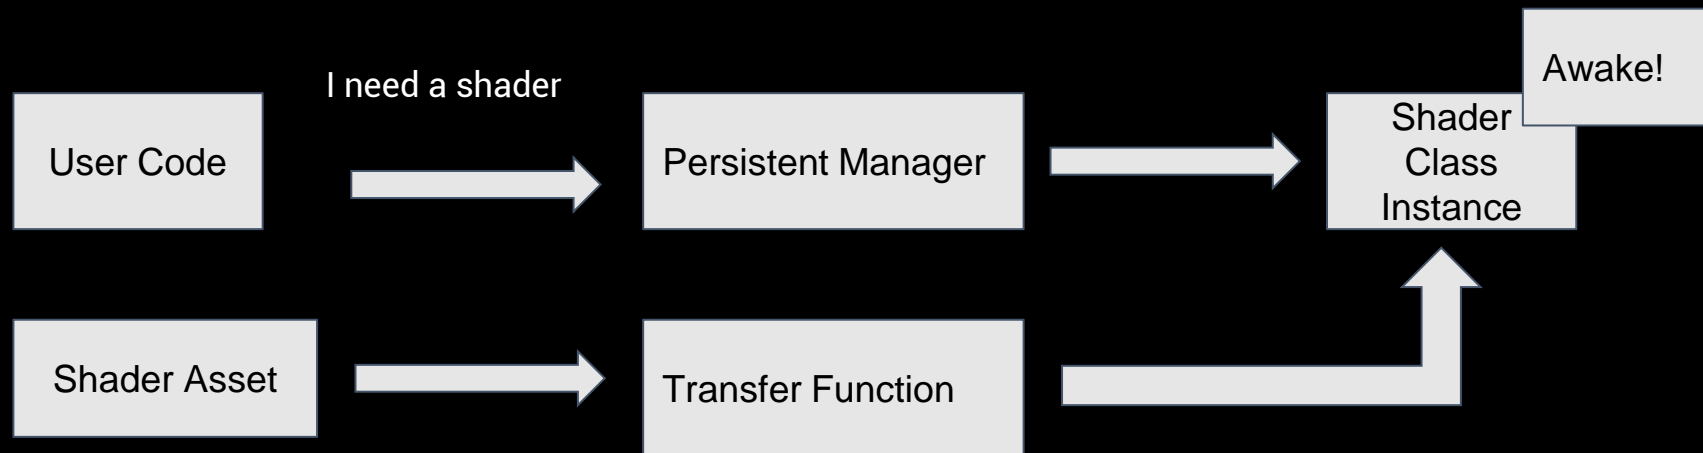 I need a shader
Awake!
User Code
Persistent Manager
Shader
Class
Instance
Shader Asset
Transfer Function